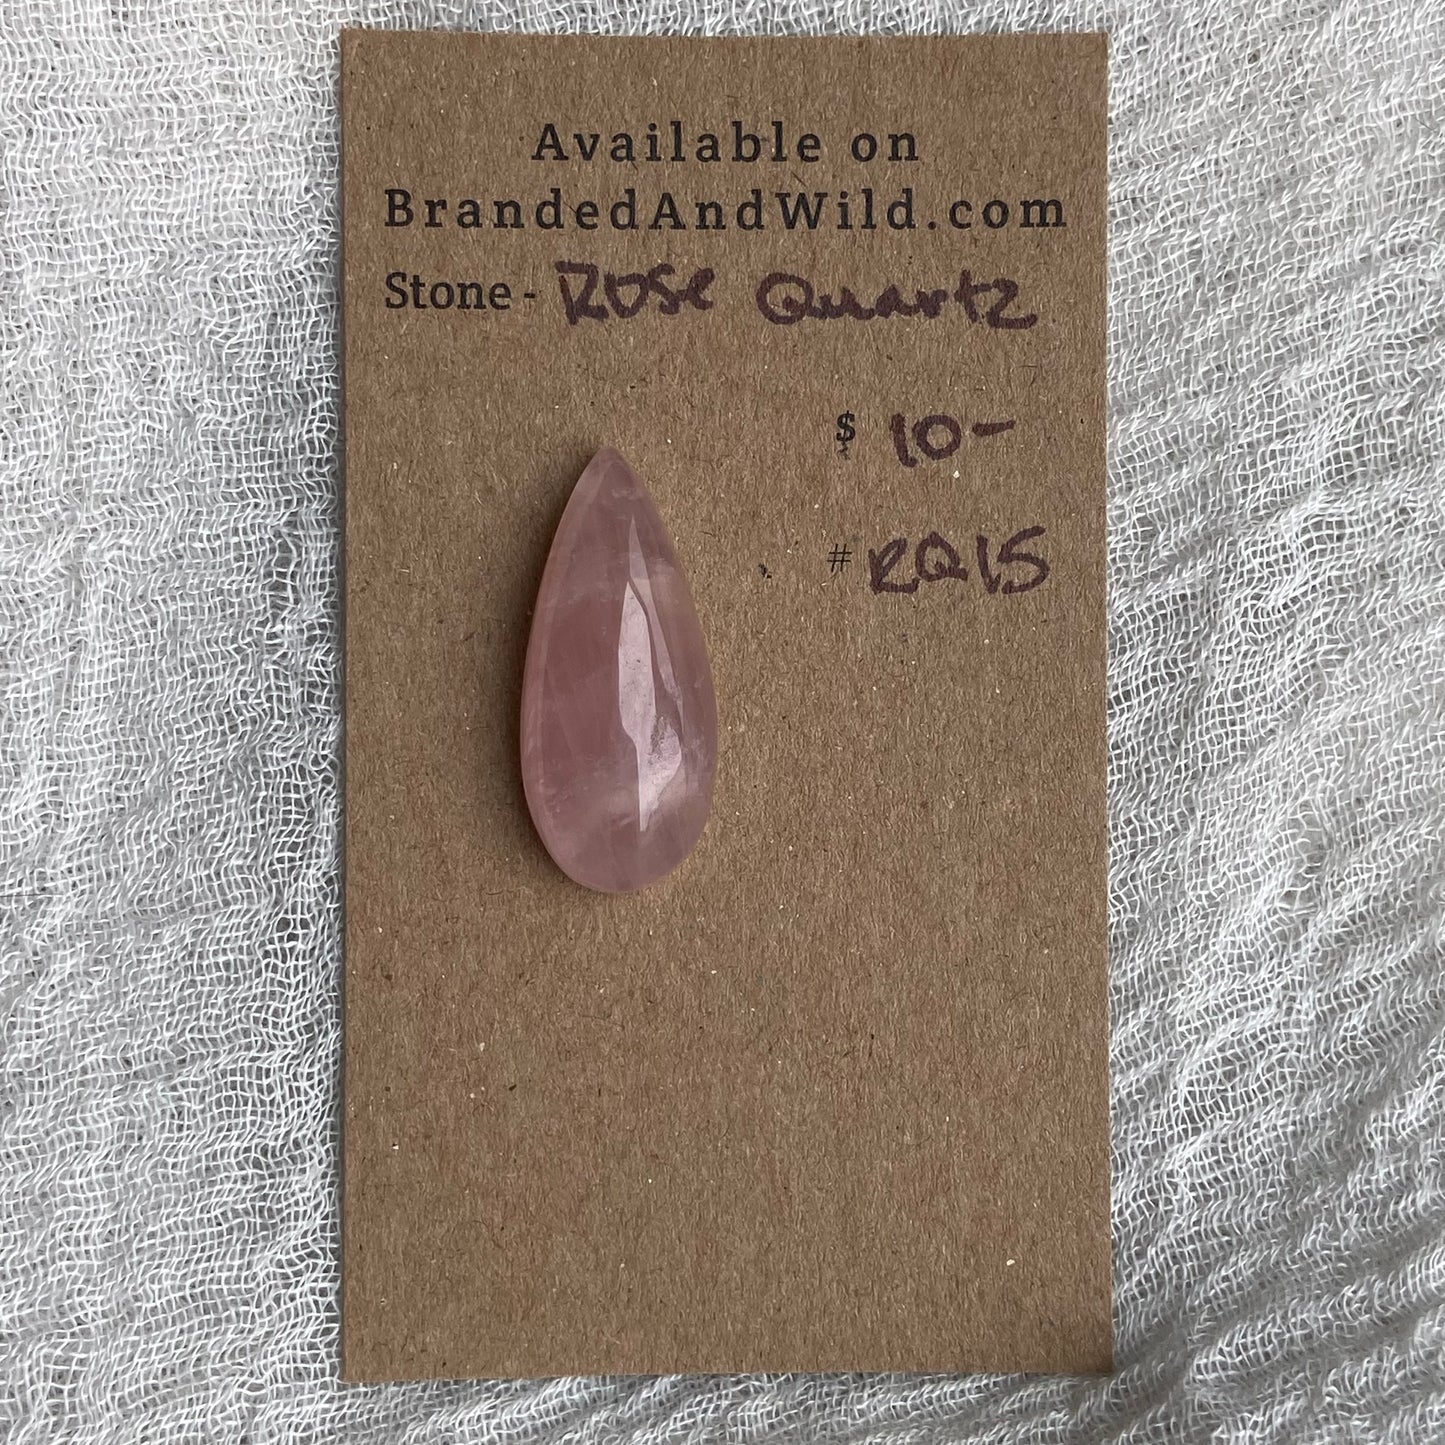 Available on
BrandedAndWild.com
Stone - Rose Quartz
$ 10-
# RQ15